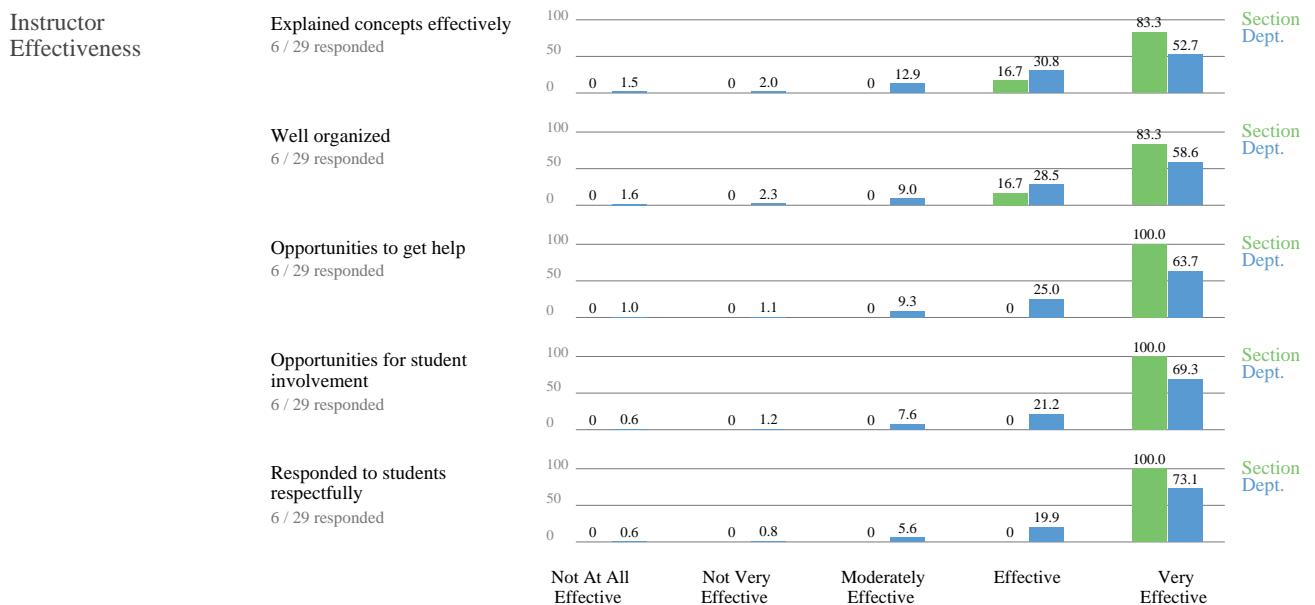 Instructor
Effectiveness
Explained concepts effectively
6 / 29 responded
100
50
0
0 1.5 0 2.0 0 12.9 16.7 30.8 83.3 52.7
Section
Dept.
Well organized
6 / 29 responded
100
50
0
0 1.6 0 2.3 0 9.0 16.7 28.5 83.3 58.6
Section
Dept.
Opportunities to get help
6 / 29 responded
100
50
0
0 1.0 0 1.1 0 9.3 0 25.0 100.0 63.7
Section
Dept.
Opportunities for student
involvement
6 / 29 responded
100
50
0
0 0.6 0 1.2 0 7.6 0 21.2 100.0 69.3
Section
Dept.
Responded to students
respectfully
6 / 29 responded
100
50
0
0 0.6 0 0.8 0 5.6 0 19.9 100.0 73.1
Section
Dept.
Not At All
Effective
Not Very
Effective
Moderately
Effective
Effective
Very
Effective